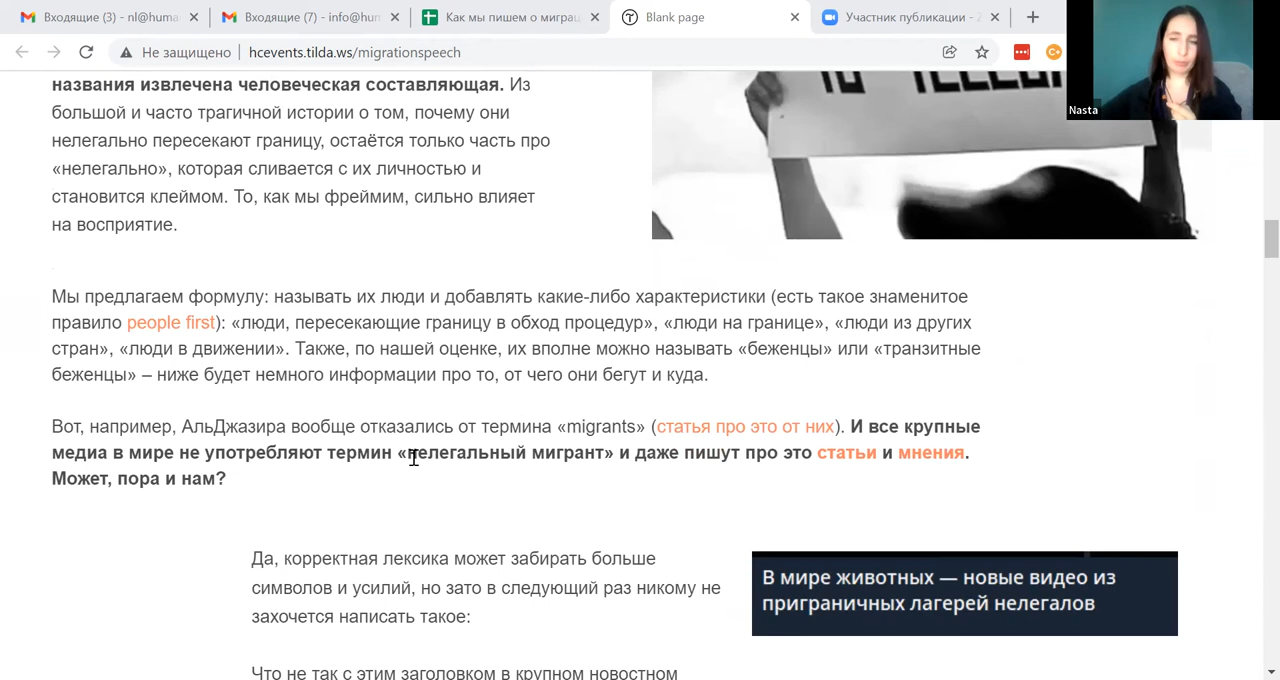 Входящие (3) - nl@huma
Входящие (7) - info@hun
Как мы пишем о миграц
Blank page
Участник публикации - Z
Не защищено
hcevents.tilda.ws/migrationspeech
Nasta
названия извлечена человеческая составляющая. Из
большой и часто трагичной истории о том, почему они
нелегально пересекают границу, остаётся только часть про
«нелегально», которая сливается с их личностью и
становится клеймом. То, как мы фреймим, сильно влияет
на восприятие.
Мы предлагаем формулу: называть их люди и добавлять какие-либо характеристики (есть такое знаменитое
правило people first): «люди, пересекающие границу в обход процедур», «люди на границе», «люди из других
стран», «люди в движении». Также, по нашей оценке, их вполне можно называть «беженцы» или «транзитные
беженцы» – ниже будет немного информации про то, от чего они бегут и куда.
Вот, например, АльДжазира вообще отказались от термина «migrants» (статья про это от них). И все крупные
медиа в мире не употребляют термин «нелегальный мигрант» и даже пишут про это статьи и мнения.
Может, пора и нам?
Да, корректная лексика может забирать больше
символов и усилий, но зато в следующий раз никому не
захочется написать такое:
В мире животных — новые видео из
приграничных лагерей нелегалов
Что не так с этим заголовком в крупном новостном